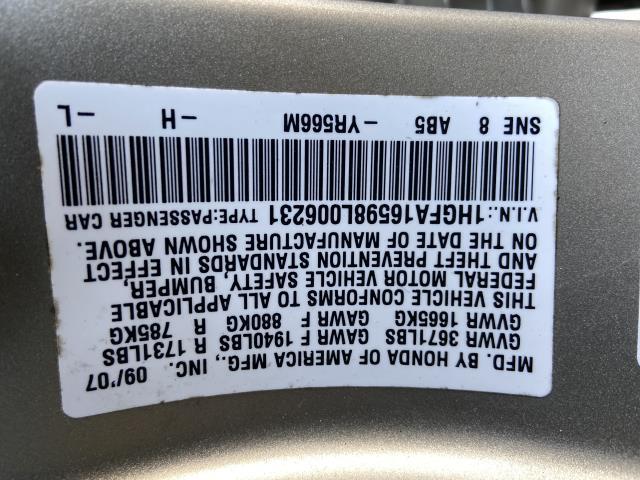 MFD. BY HONDA OF AMERICA MFG., INC. 09/'07
GVWR 3671LBS GAWR F 1940LBS R 1731LBS
GVWR 1665KG GAWR F 880KG R 785KG
THIS VEHICLE CONFORMS TO ALL APPLICABLE
FEDERAL MOTOR VEHICLE SAFETY, BUMPER,
AND THEFT PREVENTION STANDARDS IN EFFECT
ON THE DATE OF MANUFACTURE SHOWN ABOVE.
V.I.N.:1HGFA16598L006231 TYPE:PASSENGER CAR
SNE 8 AB5 -YR566M -H -L